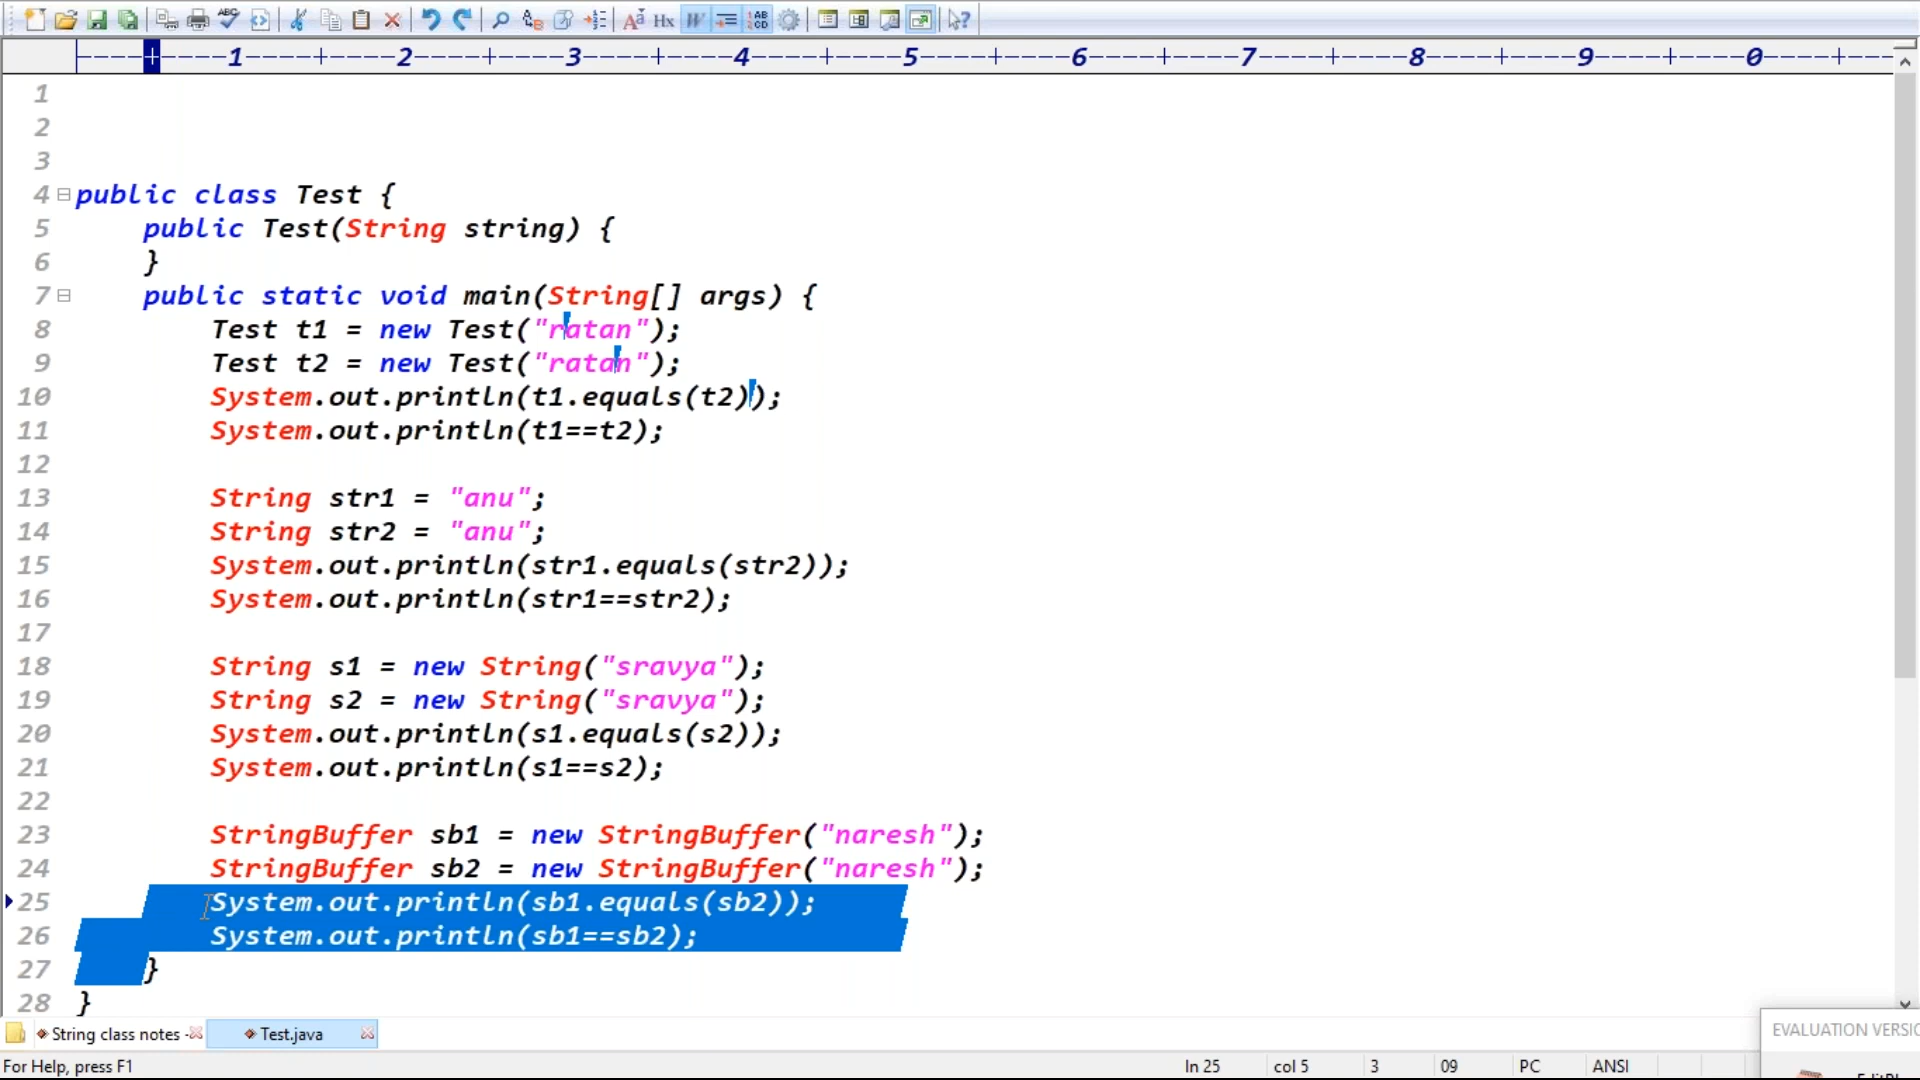 ----+----1----+----2----+----3----+----4----+----5----+----6----+----7----+----8----+----9----+----0----+---
1
2
3
4 public class Test {
5 public Test(String string) {
6 }
7 public static void main(String[] args) {
8 Test t1 = new Test("ratan");
9 Test t2 = new Test("ratan");
10 System.out.println(t1.equals(t2));
11 System.out.println(t1==t2);
12
13 String str1 = "anu";
14 String str2 = "anu";
15 System.out.println(str1.equals(str2));
16 System.out.println(str1==str2);
17
18 String s1 = new String("sravya");
19 String s2 = new String("sravya");
20 System.out.println(s1.equals(s2));
21 System.out.println(s1==s2);
22
23 StringBuffer sb1 = new StringBuffer("naresh");
24 StringBuffer sb2 = new StringBuffer("naresh");
25 System.out.println(sb1.equals(sb2));
26 System.out.println(sb1==sb2);
27 }
28 }
String class notes - Test.java
EVALUATION
For Help, press F1 ln 25 col 5 3 09 PC ANSI